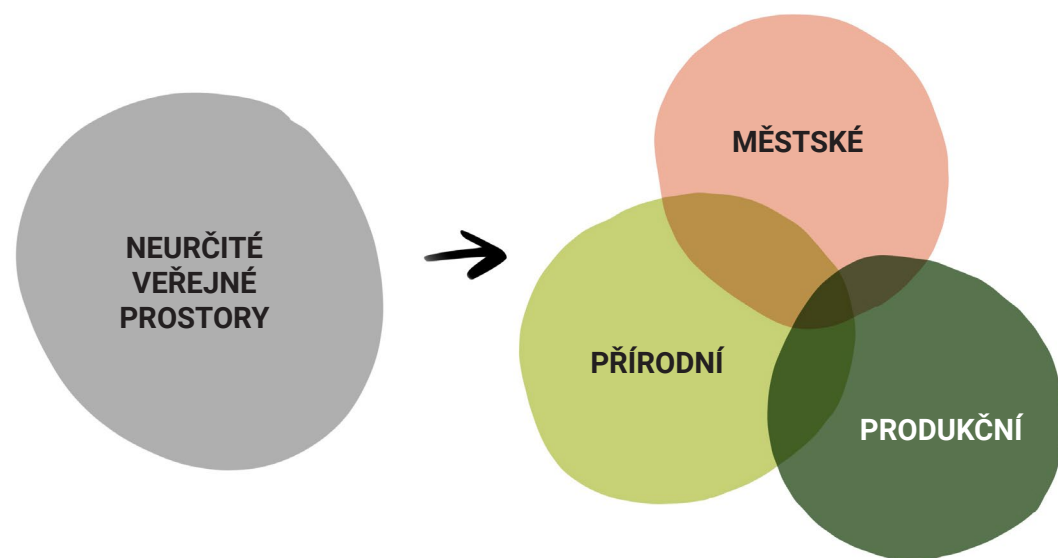 NEURČITÉ
VEŘEJNÉ
PROSTORY
MĚSTSKÉ
PŘÍRODNÍ
PRODUKČNÍ